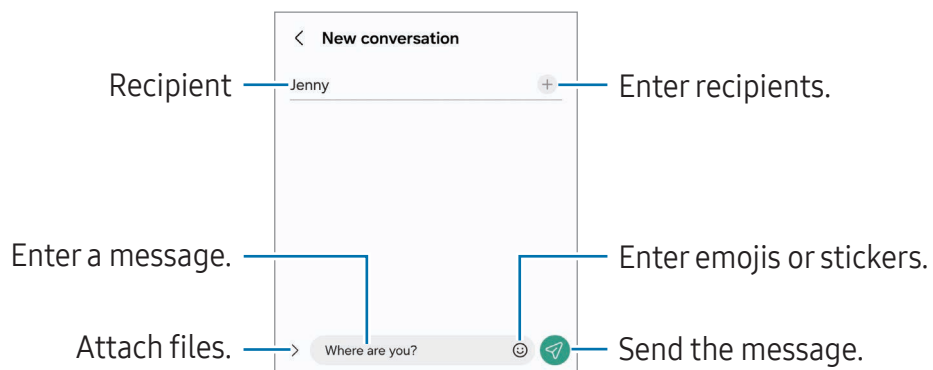 New conversation
Recipient
Jenny
Enter recipients.
Enter a message.
Enter emojis or stickers.
Attach files.
Where are you?
Send the message.